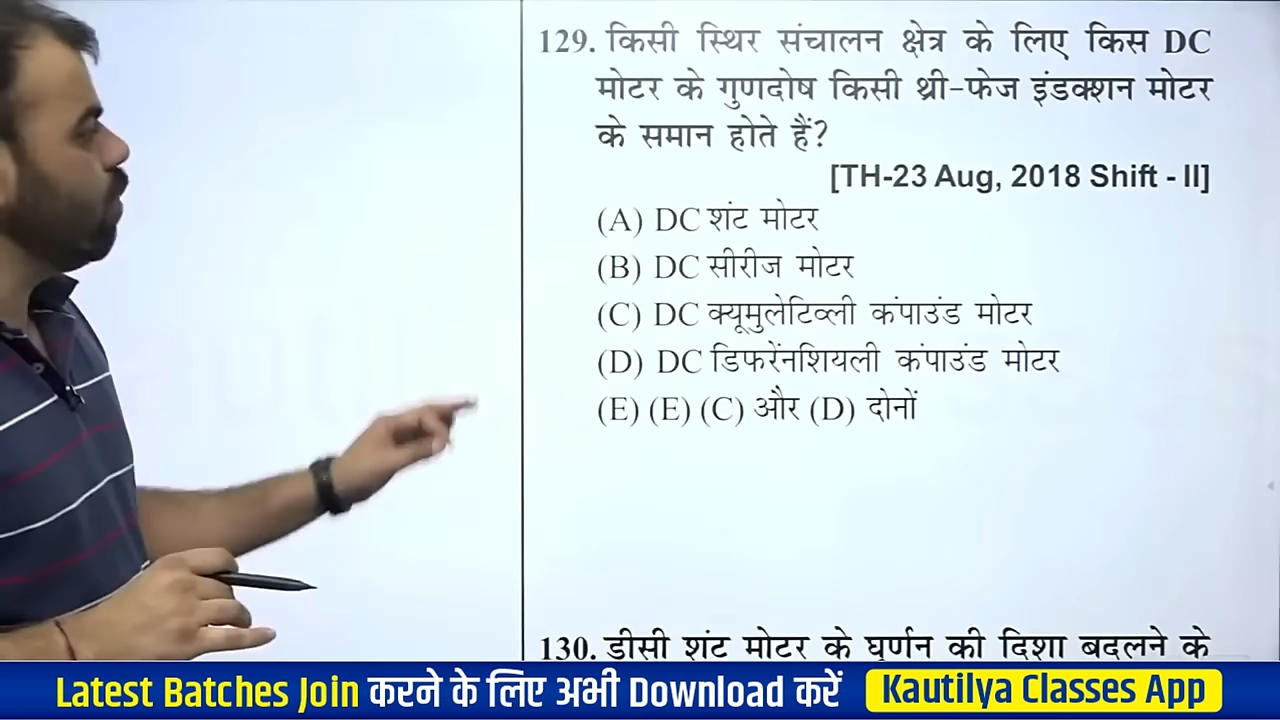 129. किसी स्थिर संचालन क्षेत्र के लिए किस DC
मोटर के गुणदोष किसी थ्री-फेज इंडक्शन मोटर
के समान होते हैं?
[TH-23 Aug, 2018 Shift - II]
(A) DC शंट मोटर
(B) DC सीरीज मोटर
(C) DC क्यूमुलेटिव्ली कंपाउंड मोटर
(D) DC डिफरेंनशियली कंपाउंड मोटर
(E) (E) (C) और (D) दोनों
130. डीसी शंट मोटर के घूर्णन की दिशा बदलने के
Latest Batches Join करने के लिए अभी Download करें Kautilya Classes App